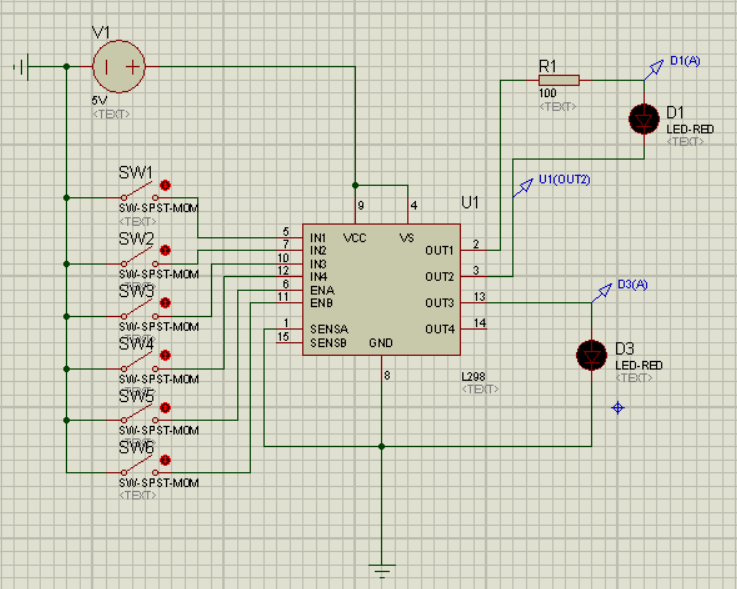 V1
5V
<TEXT>
SW1
SW-SPST-MOM
<TEXT>
SW2
SW-SPST-MOM
<TEXT>
SW3
SW-SPST-MOM
<TEXT>
SW4
SW-SPST-MOM
<TEXT>
SW5
SW-SPST-MOM
<TEXT>
SW6
SW-SPST-MOM
<TEXT>
U1
9
4
5
7
10
12
6
11
1
15
IN1
IN2
IN3
IN4
ENA
ENB
SENSA
SENSB
VCC
VS
GND
OUT1
OUT2
OUT3
OUT4
2
3
13
14
8
L298
<TEXT>
R1
100
<TEXT>
D1(A)
D1
LED-RED
<TEXT>
U1(OUT2)
D3(A)
D3
LED-RED
<TEXT>